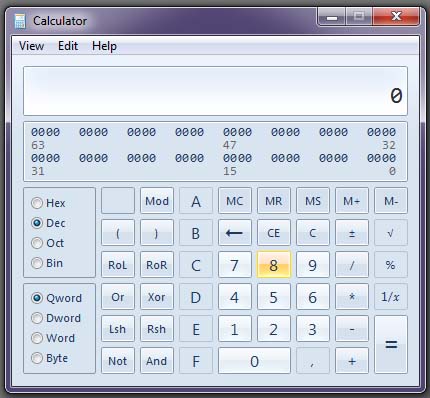 Calculator
View Edit Help
0
0000 0000 0000 0000 0000 0000 0000 0000
63 47 32
0000 0000 0000 0000 0000 0000 0000 0000
31 15 0
Hex Mod A MC MR MS M+ M-
Dec ( ) B ← CE C ± √
Oct RoL RoR C 7 8 9 / %
Bin
Qword Or Xor D 4 5 6 * 1/x
Dword Lsh Rsh E 1 2 3 - =
Word
Byte Not And F 0 , +